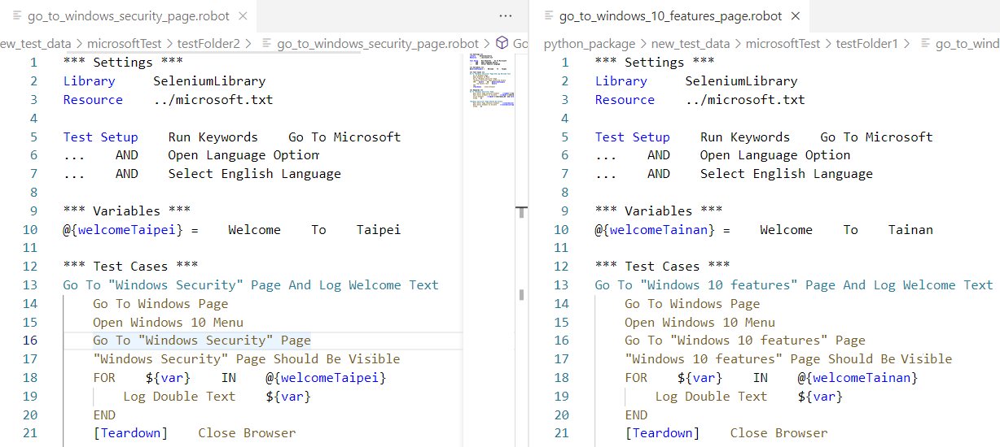 go_to_windows_security_page.robot
ew_test_data > microsoftTest > testFolder2 > go_to_windows_security_page.robot > Go
1 *** Settings ***
2 Library    SeleniumLibrary
3 Resource    ../microsoft.txt
4
5 Test Setup    Run Keywords    Go To Microsoft
6 ...    AND    Open Language Option
7 ...    AND    Select English Language
8
9 *** Variables ***
10 @{welcomeTaipei} =    Welcome    To    Taipei
11
12 *** Test Cases ***
13 Go To "Windows Security" Page And Log Welcome Text
14     Go To Windows Page
15     Open Windows 10 Menu
16     Go To "Windows Security" Page
17     "Windows Security" Page Should Be Visible
18     FOR    ${var}    IN    @{welcomeTaipei}
19         Log Double Text    ${var}
20     END
21     [Teardown]    Close Browser
go_to_windows_10_features_page.robot
python_package > new_test_data > microsoftTest > testFolder1 > go_to_wind
1 *** Settings ***
2 Library    SeleniumLibrary
3 Resource    ../microsoft.txt
4
5 Test Setup    Run Keywords    Go To Microsoft
6 ...    AND    Open Language Option
7 ...    AND    Select English Language
8
9 *** Variables ***
10 @{welcomeTainan} =    Welcome    To    Tainan
11
12 *** Test Cases ***
13 Go To "Windows 10 features" Page And Log Welcome Text
14     Go To Windows Page
15     Open Windows 10 Menu
16     Go To "Windows 10 features" Page
17     "Windows 10 features" Page Should Be Visible
18     FOR    ${var}    IN    @{welcomeTainan}
19         Log Double Text    ${var}
20     END
21     [Teardown]    Close Browser